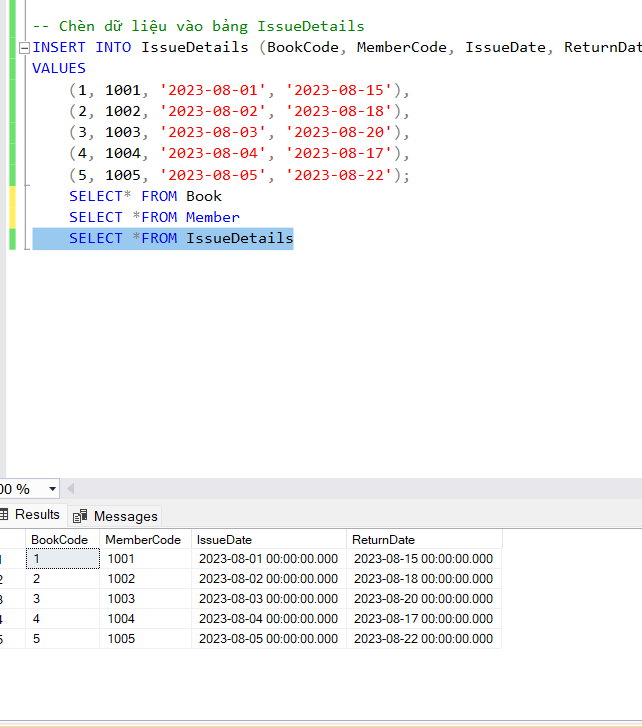 -- Chèn dữ liệu vào bảng IssueDetails
INSERT INTO IssueDetails (BookCode, MemberCode, IssueDate, ReturnDat
VALUES
(1, 1001, '2023-08-01', '2023-08-15'),
(2, 1002, '2023-08-02', '2023-08-18'),
(3, 1003, '2023-08-03', '2023-08-20'),
(4, 1004, '2023-08-04', '2023-08-17'),
(5, 1005, '2023-08-05', '2023-08-22');
SELECT* FROM Book
SELECT *FROM Member
SELECT *FROM IssueDetails
00 %
Results Messages
BookCode MemberCode IssueDate ReturnDate
1 1 1001 2023-08-01 00:00:00.000 2023-08-15 00:00:00.000
2 2 1002 2023-08-02 00:00:00.000 2023-08-18 00:00:00.000
3 3 1003 2023-08-03 00:00:00.000 2023-08-20 00:00:00.000
4 4 1004 2023-08-04 00:00:00.000 2023-08-17 00:00:00.000
5 5 1005 2023-08-05 00:00:00.000 2023-08-22 00:00:00.000